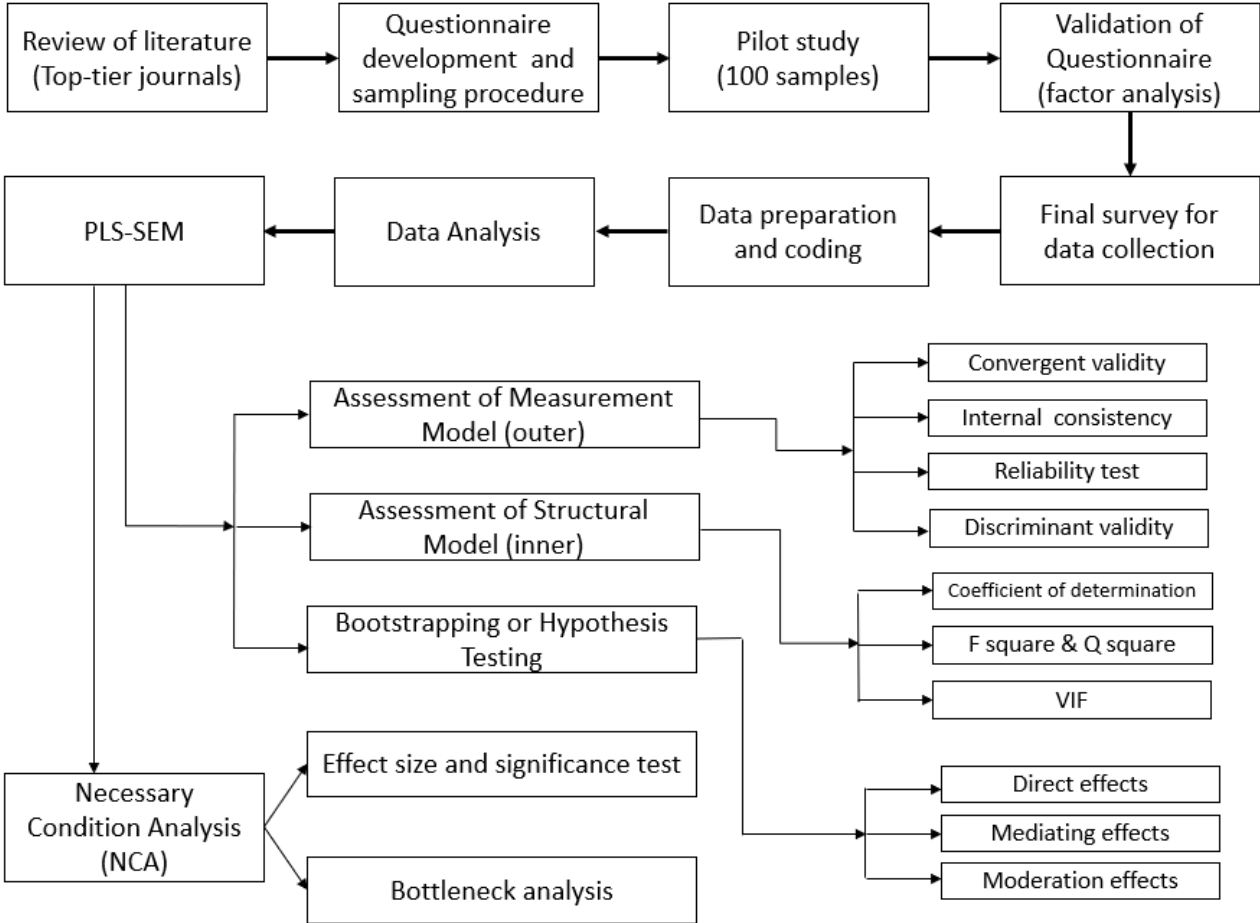 Review of literature
(Top-tier journals)
Questionnaire
development and
sampling procedure
Pilot study
(100 samples)
Validation of
Questionnaire
(factor analysis)
PLS-SEM
Data Analysis
Data preparation
and coding
Final survey for
data collection
Assessment of Measurement
Model (outer)
Convergent validity
Internal consistency
Reliability test
Discriminant validity
Assessment of Structural
Model (inner)
Coefficient of determination
F square & Q square
VIF
Bootstrapping or Hypothesis
Testing
Direct effects
Mediating effects
Moderation effects
Necessary
Condition Analysis
(NCA)
Effect size and significance test
Bottleneck analysis